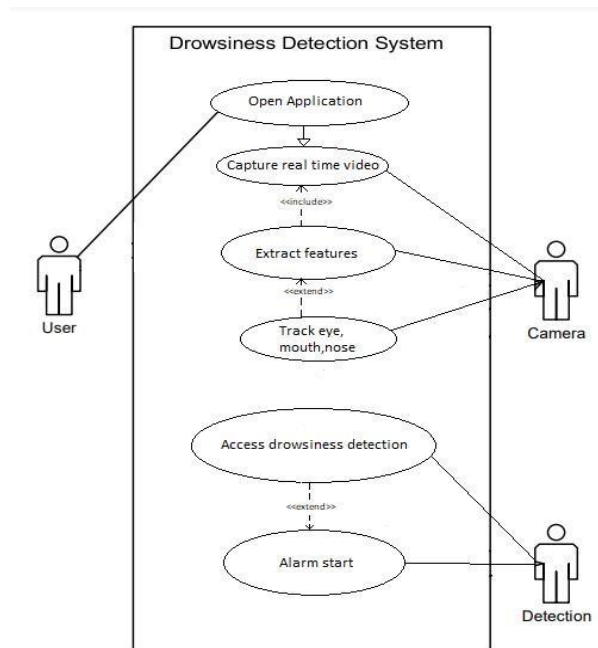 Drowsiness Detection System
Open Application
Capture real time video
<<include>>
Extract features
<<extend>>
Track eye,
mouth,nose
User
Camera
Access drowsiness detection
<<extend>>
Alarm start
Detection